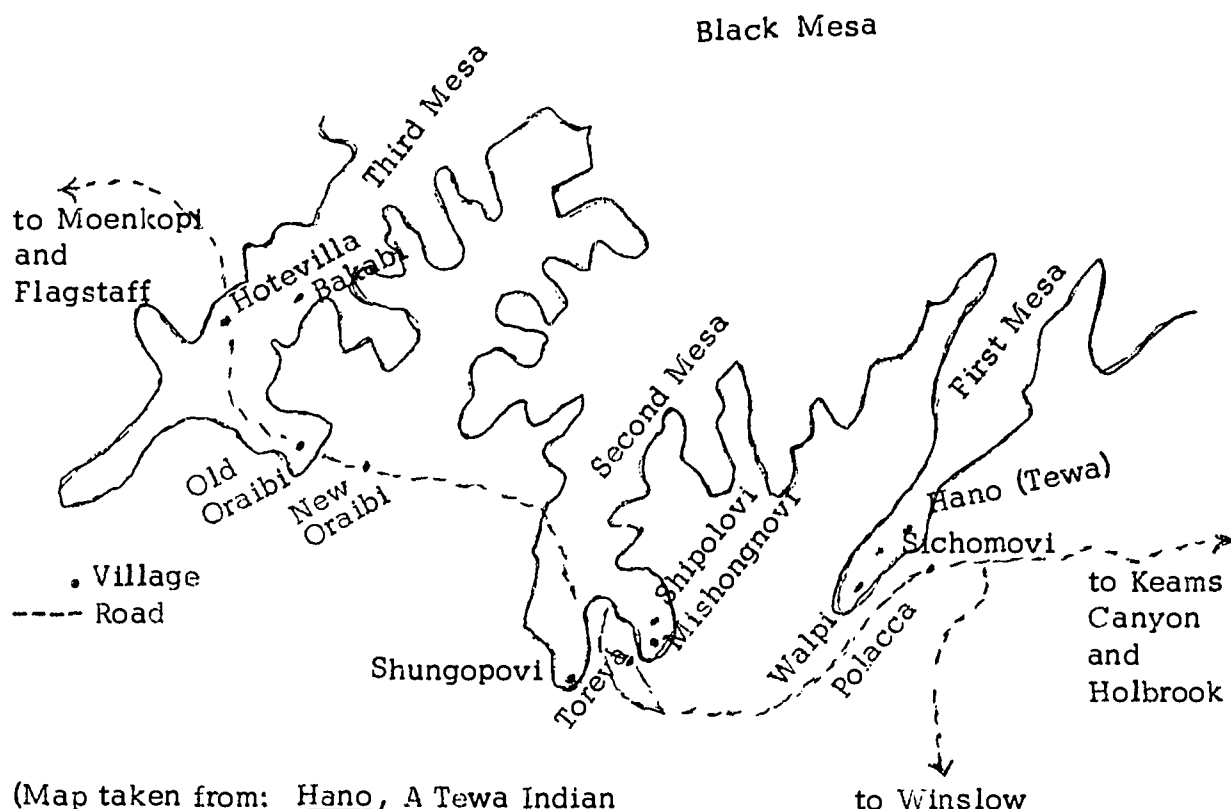 Black Mesa
Third Mesa
to Moenkopi
and
Flagstaff
Hotevilla
Bakabi
Second Mesa
First Mesa
Old
Oraibi
New
Oraibi
Shipolovi
Mishongnovi
Hano (Tewa)
Sichomovi
. Village
---- Road
to Keams
Canyon
and
Holbrook
Walpi
Polacca
Shungopovi
Toreva
(Map taken from: Hano, A Tewa Indian
to Winslow